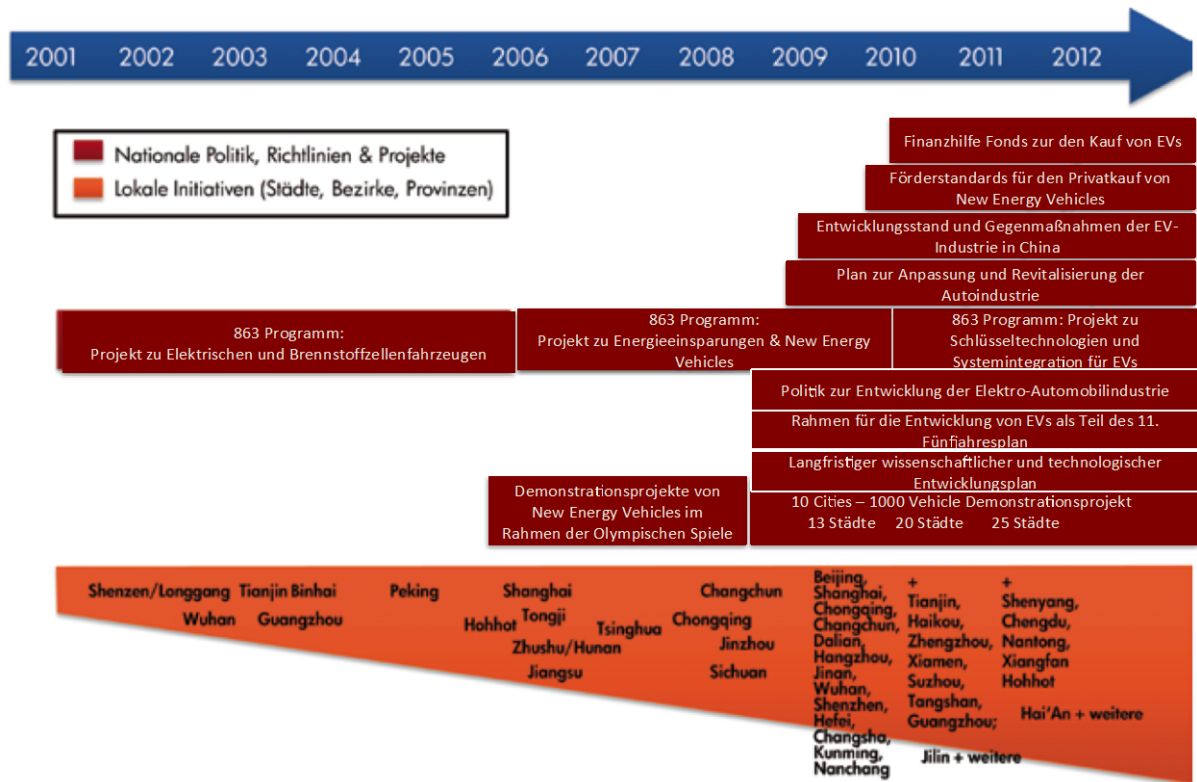 2001 2002 2003 2004 2005 2006 2007 2008 2009 2010 2011 2012
Nationale Politik, Richtlinien & Projekte
Lokale Initiativen (Städte, Bezirke, Provinzen)
Finanzhilfe Fonds zur den Kauf von EVs
Förderstandards für den Privatkauf von
New Energy Vehicles
Entwicklungsstand und Gegenmaßnahmen der EV-
Industrie in China
Plan zur Anpassung und Revitalisierung der
Autoindustrie
863 Programm:
Projekt zu Elektrischen und Brennstoffzellenfahrzeugen
863 Programm:
Projekt zu Energieeinsparungen & New Energy
Vehicles
863 Programm: Projekt zu
Schlüsseltechnologien und
Systemintegration für EVs
Politik zur Entwicklung der Elektro-Automobilindustrie
Rahmen für die Entwicklung von EVs als Teil des 11.
Fünfjahresplan
Langfristiger wissenschaftlicher und technologischer
Entwicklungsplan
Demonstrationsprojekte von
New Energy Vehicles im
Rahmen der Olympischen Spiele
10 Cities – 1000 Vehicle Demonstrationsprojekt
13 Städte 20 Städte 25 Städte
Shenzen/Longgang
Wuhan
Tianjin Binhai
Guangzhou
Peking
Shanghai
Hohhot
Tongji
Tsinghua
Zhushu/Hunan
Jiangsu
Changchun
Chongqing
Jinzhou
Sichuan
Beijing,
Shanghai,
Chongqing,
Changchun,
Dalian,
Hangzhou,
Jinan,
Wuhan,
Shenzhen,
Hefei,
Changsha,
Kunming,
Nanchang
+
Tianjin,
Haikou,
Zhengzhou,
Xiamen,
Suzhou,
Tangshan,
Guangzhou;
Jilin + weitere
+
Shenyang,
Chengdu,
Nantong,
Xiangfan
Hohhot
Hai'An + weitere